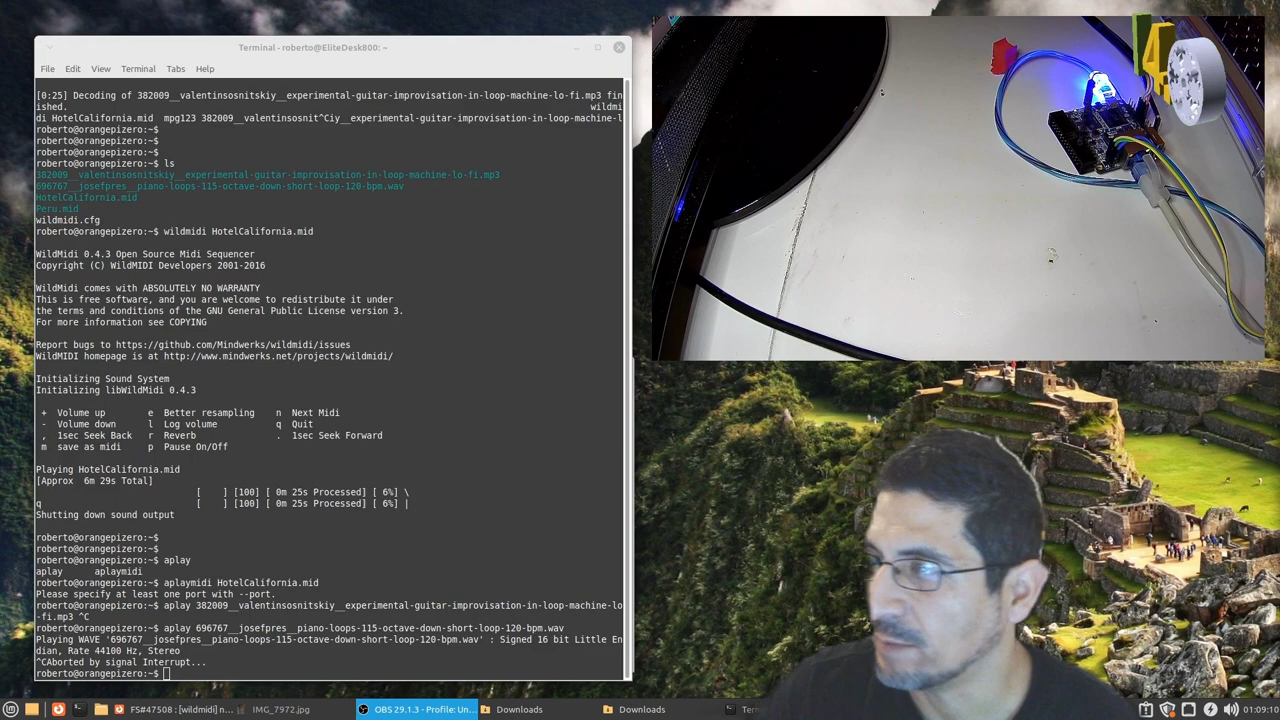 Terminal - roberto@EliteDesk800: ~
File Edit View Terminal Tabs Help
[0:25] Decoding of 382009__valentinsosnitskiy__experimental-guitar-improvisation-in-loop-machine-lo-fi.mp3 fin
ished. wildmi
di HotelCalifornia.mid mpg123 382009__valentinsosnit^Ciy__experimental-guitar-improvisation-in-loop-machine-l
roberto@orangepizero:~$
roberto@orangepizero:~$
roberto@orangepizero:~$
roberto@orangepizero:~$ ls
382009__valentinsosnitskiy__experimental-guitar-improvisation-in-loop-machine-lo-fi.mp3
696767__josefpres__piano-loops-115-octave-down-short-loop-120-bpm.wav
HotelCalifornia.mid
Peru.mid
wildmidi.cfg
roberto@orangepizero:~$ wildmidi HotelCalifornia.mid
WildMidi 0.4.3 Open Source Midi Sequencer
Copyright (C) WildMIDI Developers 2001-2016
WildMIDI comes with ABSOLUTELY NO WARRANTY
This is free software, and you are welcome to redistribute it under
the terms and conditions of the GNU General Public License version 3.
For more information see COPYING
Report bugs to https://github.com/Mindwerks/wildmidi/issues
WildMIDI homepage is at http://www.mindwerks.net/projects/wildmidi/
Initializing Sound System
Initializing libWildMidi 0.4.3
+ Volume up e Better resampling n Next Midi
- Volume down l Log volume q Quit
, 1sec Seek Back r Reverb . 1sec Seek Forward
m save as midi p Pause On/Off
Playing HotelCalifornia.mid
[Approx 6m 29s Total]
[ ] [100] [ 0m 25s Processed] [ 6%] \
q [ ] [100] [ 0m 25s Processed] [ 6%] |
Shutting down sound output
roberto@orangepizero:~$
roberto@orangepizero:~$
roberto@orangepizero:~$ aplay
aplay aplaymidi
roberto@orangepizero:~$ aplaymidi HotelCalifornia.mid
Please specify at least one port with --port.
roberto@orangepizero:~$ aplay 382009__valentinsosnitskiy__experimental-guitar-improvisation-in-loop-machine-lo
-fi.mp3 ^C
roberto@orangepizero:~$ aplay 696767__josefpres__piano-loops-115-octave-down-short-loop-120-bpm.wav
Playing WAVE '696767__josefpres__piano-loops-115-octave-down-short-loop-120-bpm.wav' : Signed 16 bit Little En
dian, Rate 44100 Hz, Stereo
^CAborted by signal Interrupt...
roberto@orangepizero:~$
FS#47508 : [wildmidi] n... IMG_7972.jpg OBS 29.1.3 - Profile: Un... Downloads Downloads Term 01:09:10